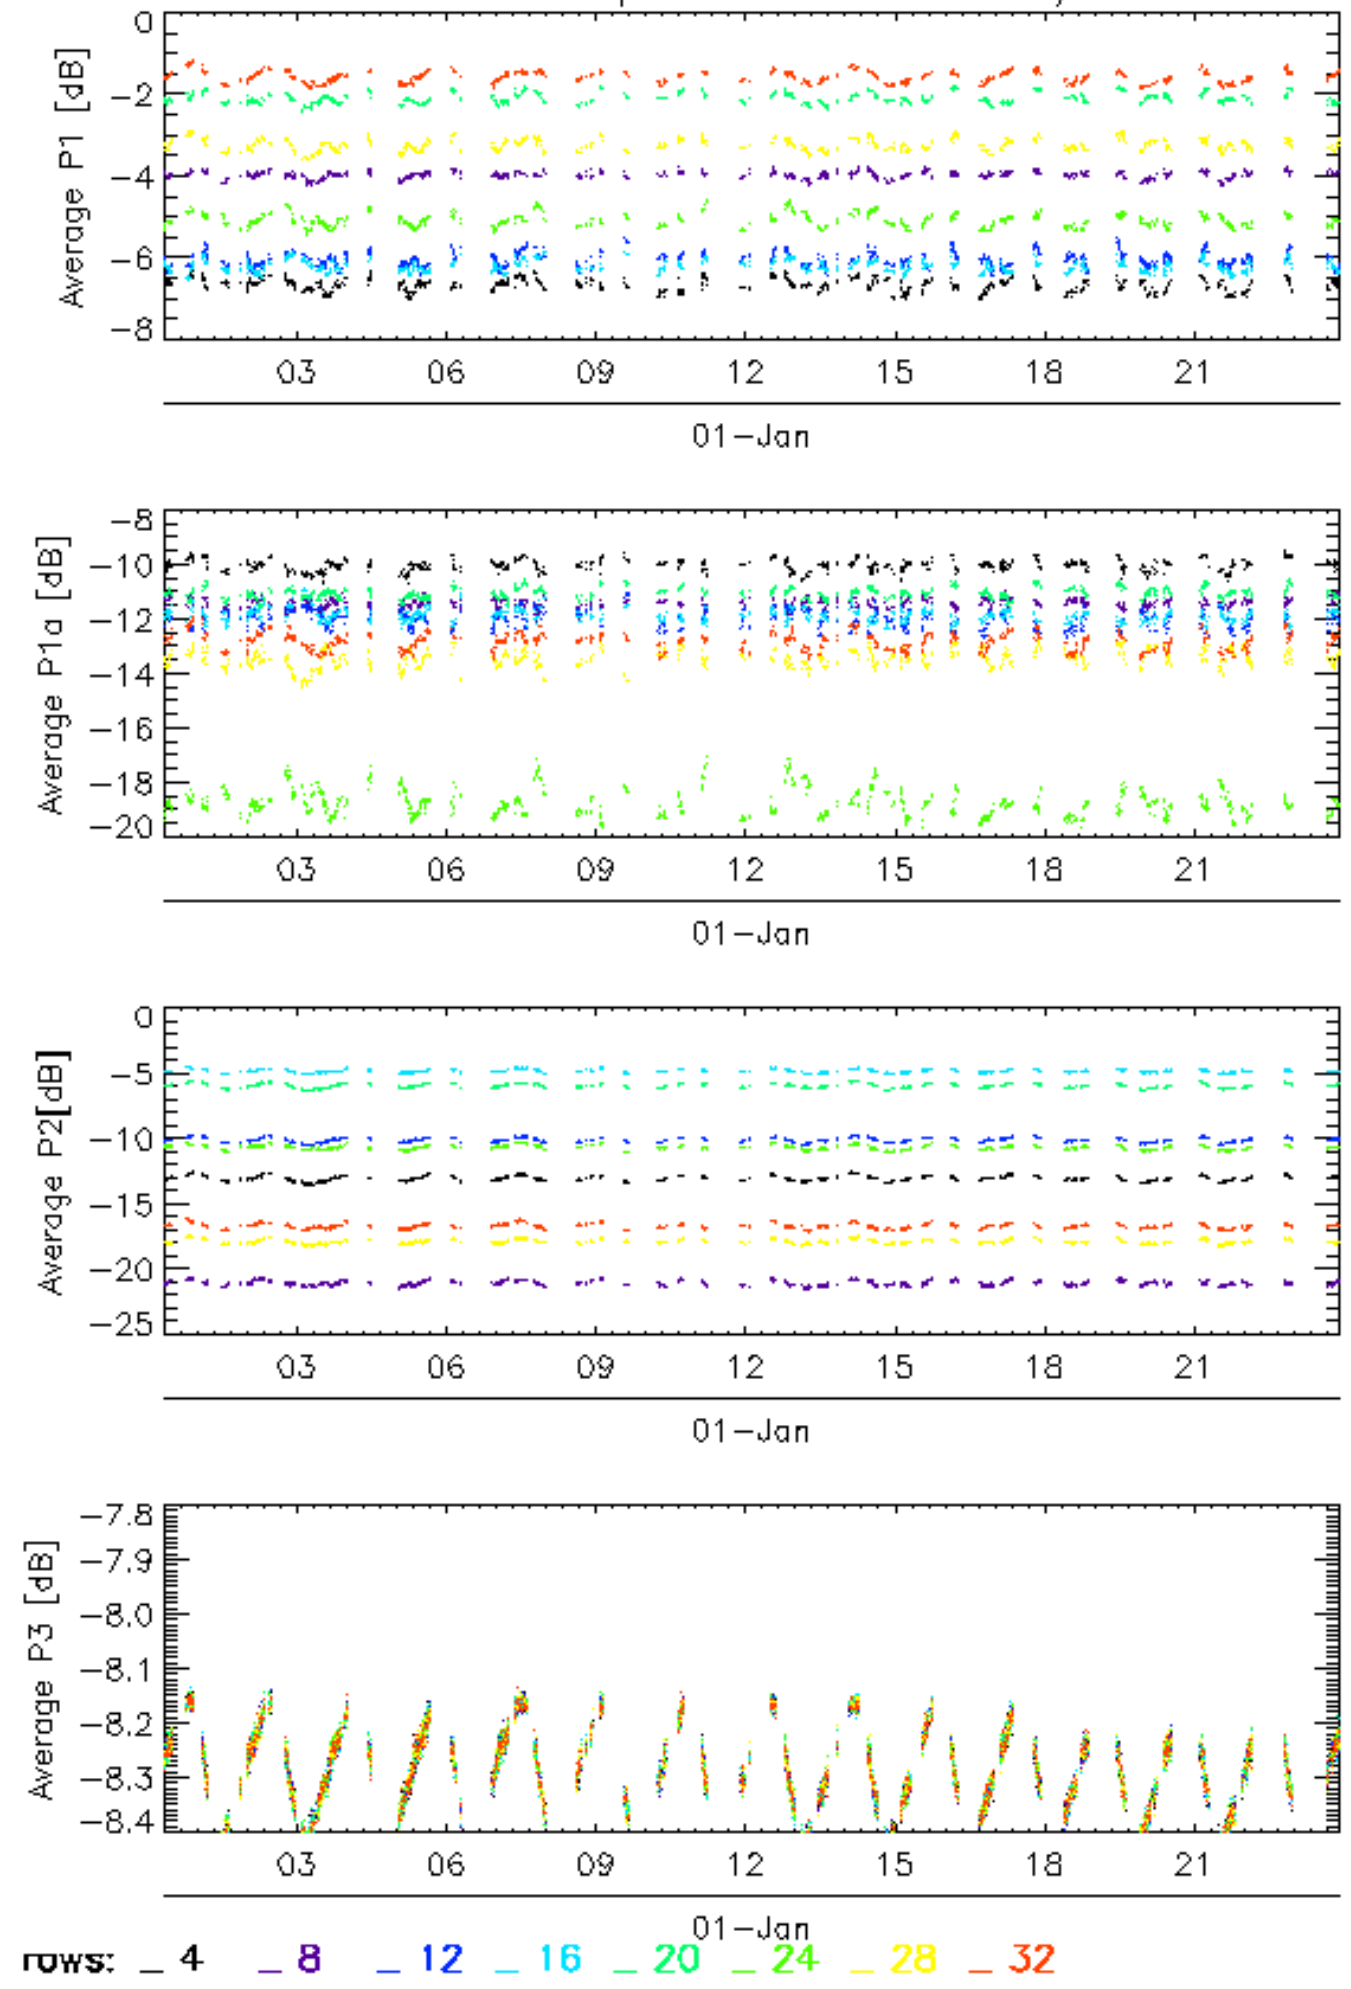 0
−2
−4
−6
−8
Average P1 [dB]
03 06 09 12 15 18 21
01−Jan
−8
−10
−12
−14
−16
−18
−20
Average P1a [dB]
03 06 09 12 15 18 21
01−Jan
0
−5
−10
−15
−20
−25
Average P2[dB]
03 06 09 12 15 18 21
01−Jan
−7.8
−7.9
−8.0
−8.1
−8.2
−8.3
−8.4
Average P3 [dB]
03 06 09 12 15 18 21
01−Jan
rows: _ 4 _ 8 _ 12 _ 16 _ 20 _ 24 _ 28 _ 32